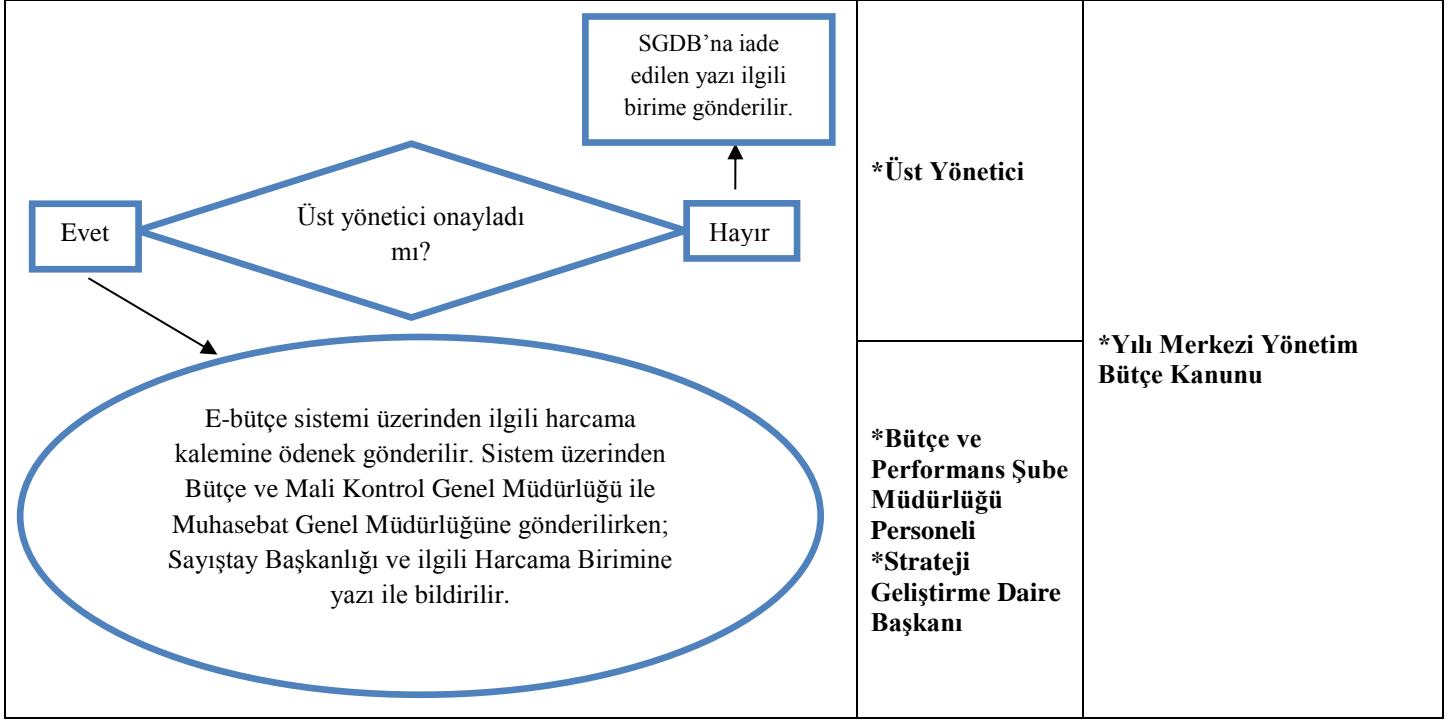 SGDB’na iade
edilen yazı ilgili
birime gönderilir.
Evet
Üst yönetici onayladı
mı?
Hayır
E-bütçe sistemi üzerinden ilgili harcama
kalemine ödenek gönderilir. Sistem üzerinden
Bütçe ve Mali Kontrol Genel Müdürlüğü ile
Muhasebat Genel Müdürlüğüne gönderilirken;
Sayıştay Başkanlığı ve ilgili Harcama Birimine
yazı ile bildirilir.
*Üst Yönetici
*Bütçe ve
Performans Şube
Müdürlüğü
Personeli
*Strateji
Geliştirme Daire
Başkanı
*Yılı Merkezi Yönetim
Bütçe Kanunu